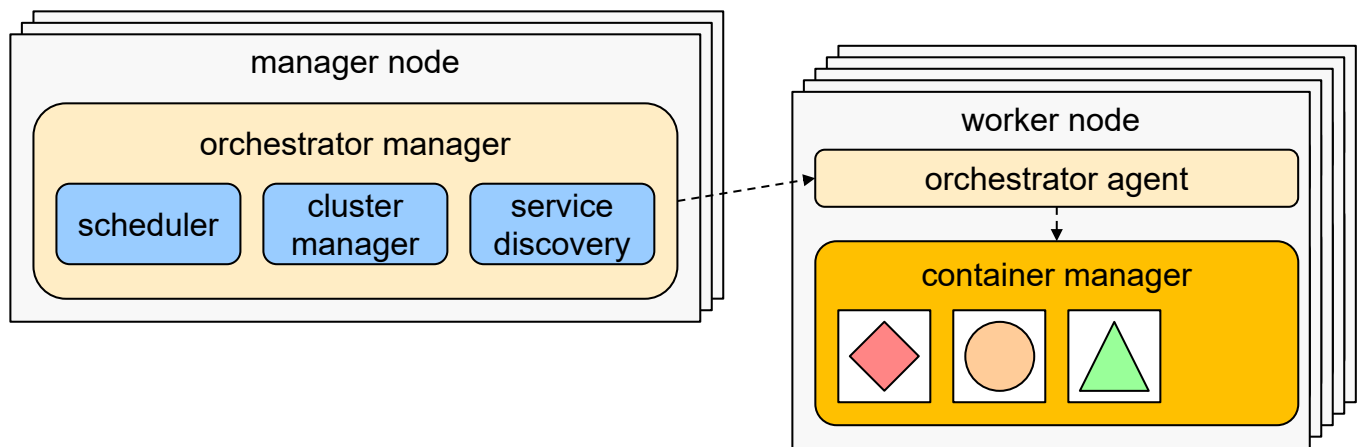 manager node
orchestrator manager
scheduler
cluster
manager
service
discovery
worker node
orchestrator agent
container manager